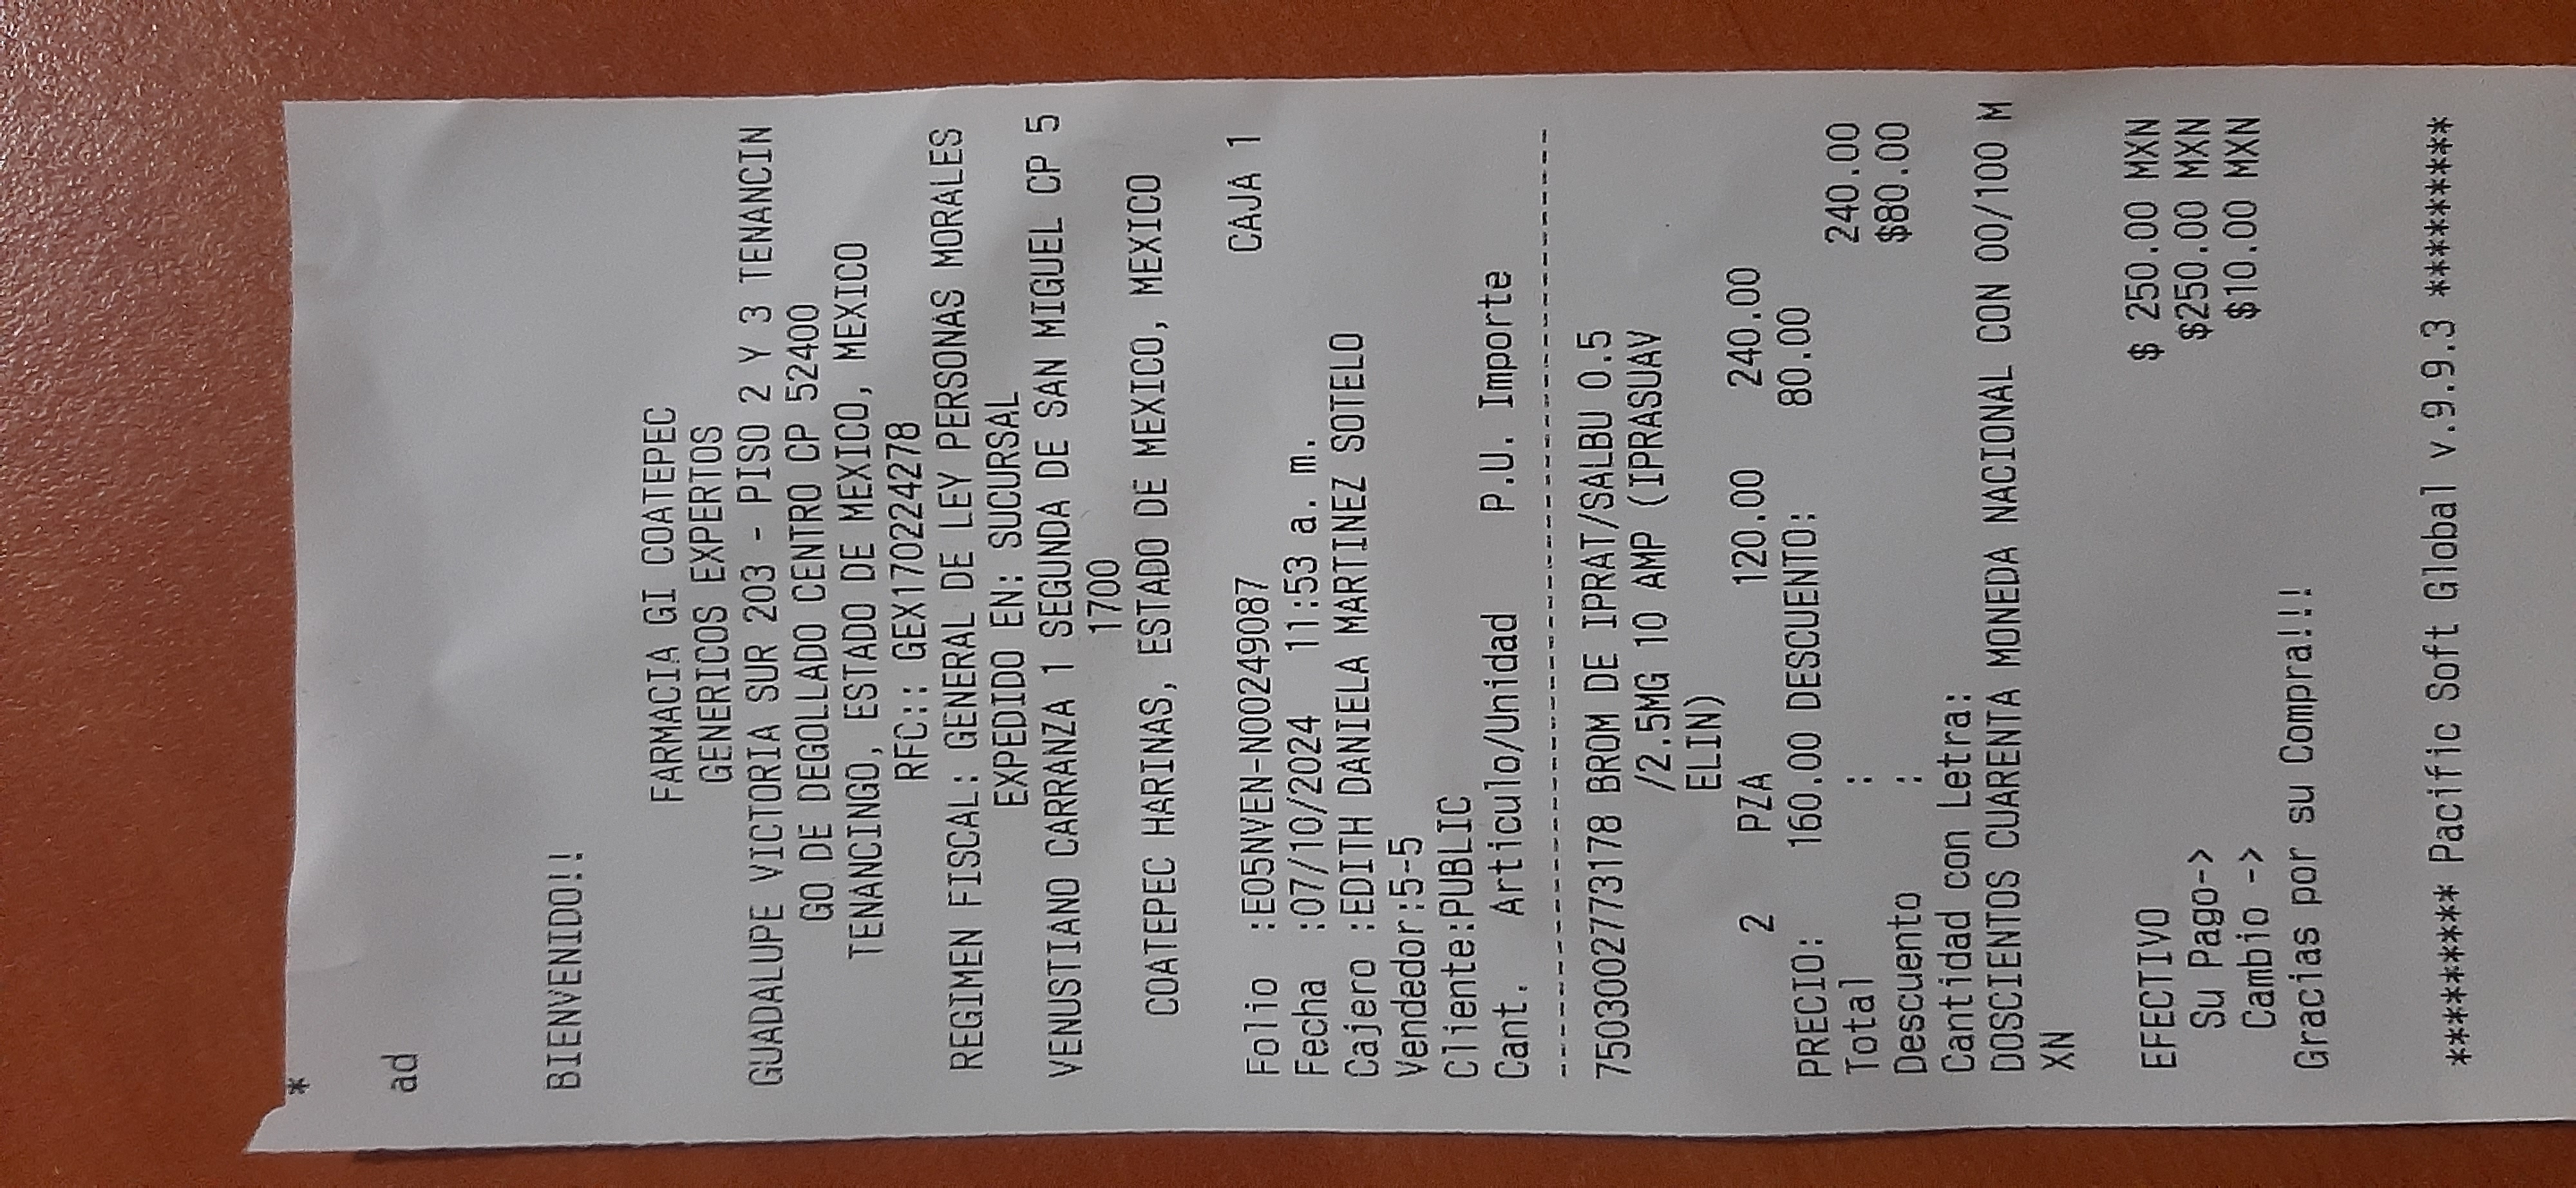 *
ad
BIENVENIDO!!
FARMACIA GI COATEPEC
GENERICOS EXPERTOS
GUADALUPE VICTORIA SUR 203 - PISO 2 Y 3 TENANCIN
GO DE DEGOLLADO CENTRO CP 52400
TENANCINGO, ESTADO DE MEXICO, MEXICO
RFC:: GEX170224278
REGIMEN FISCAL: GENERAL DE LEY PERSONAS MORALES
EXPEDIDO EN: SUCURSAL
VENUSTIANO CARRANZA 1 SEGUNDA DE SAN MIGUEL CP 5
1700
COATEPEC HARINAS, ESTADO DE MEXICO, MEXICO
Folio :E05NVEN-N00249087 CAJA 1
Fecha :07/10/2024 11:53 a. m.
Cajero :EDITH DANIELA MARTINEZ SOTELO
Vendedor:5-5
Cliente:PUBLIC
Cant. Articulo/Unidad P.U. Importe
------------------------------------------------
7503002773178 BROM DE IPRAT/SALBU 0.5
/2.5MG 10 AMP (IPRASUAV
ELIN)
2 PZA 120.00 240.00
PRECIO: 160.00 DESCUENTO: 80.00
Total : 240.00
Descuento : $80.00
Cantidad con Letra:
DOSCIENTOS CUARENTA MONEDA NACIONAL CON 00/100 M
XN
EFECTIVO $ 250.00 MXN
Su Pago-> $250.00 MXN
Cambio -> $10.00 MXN
Gracias por su Compra!!!
********* Pacific Soft Global v.9.9.3 *********